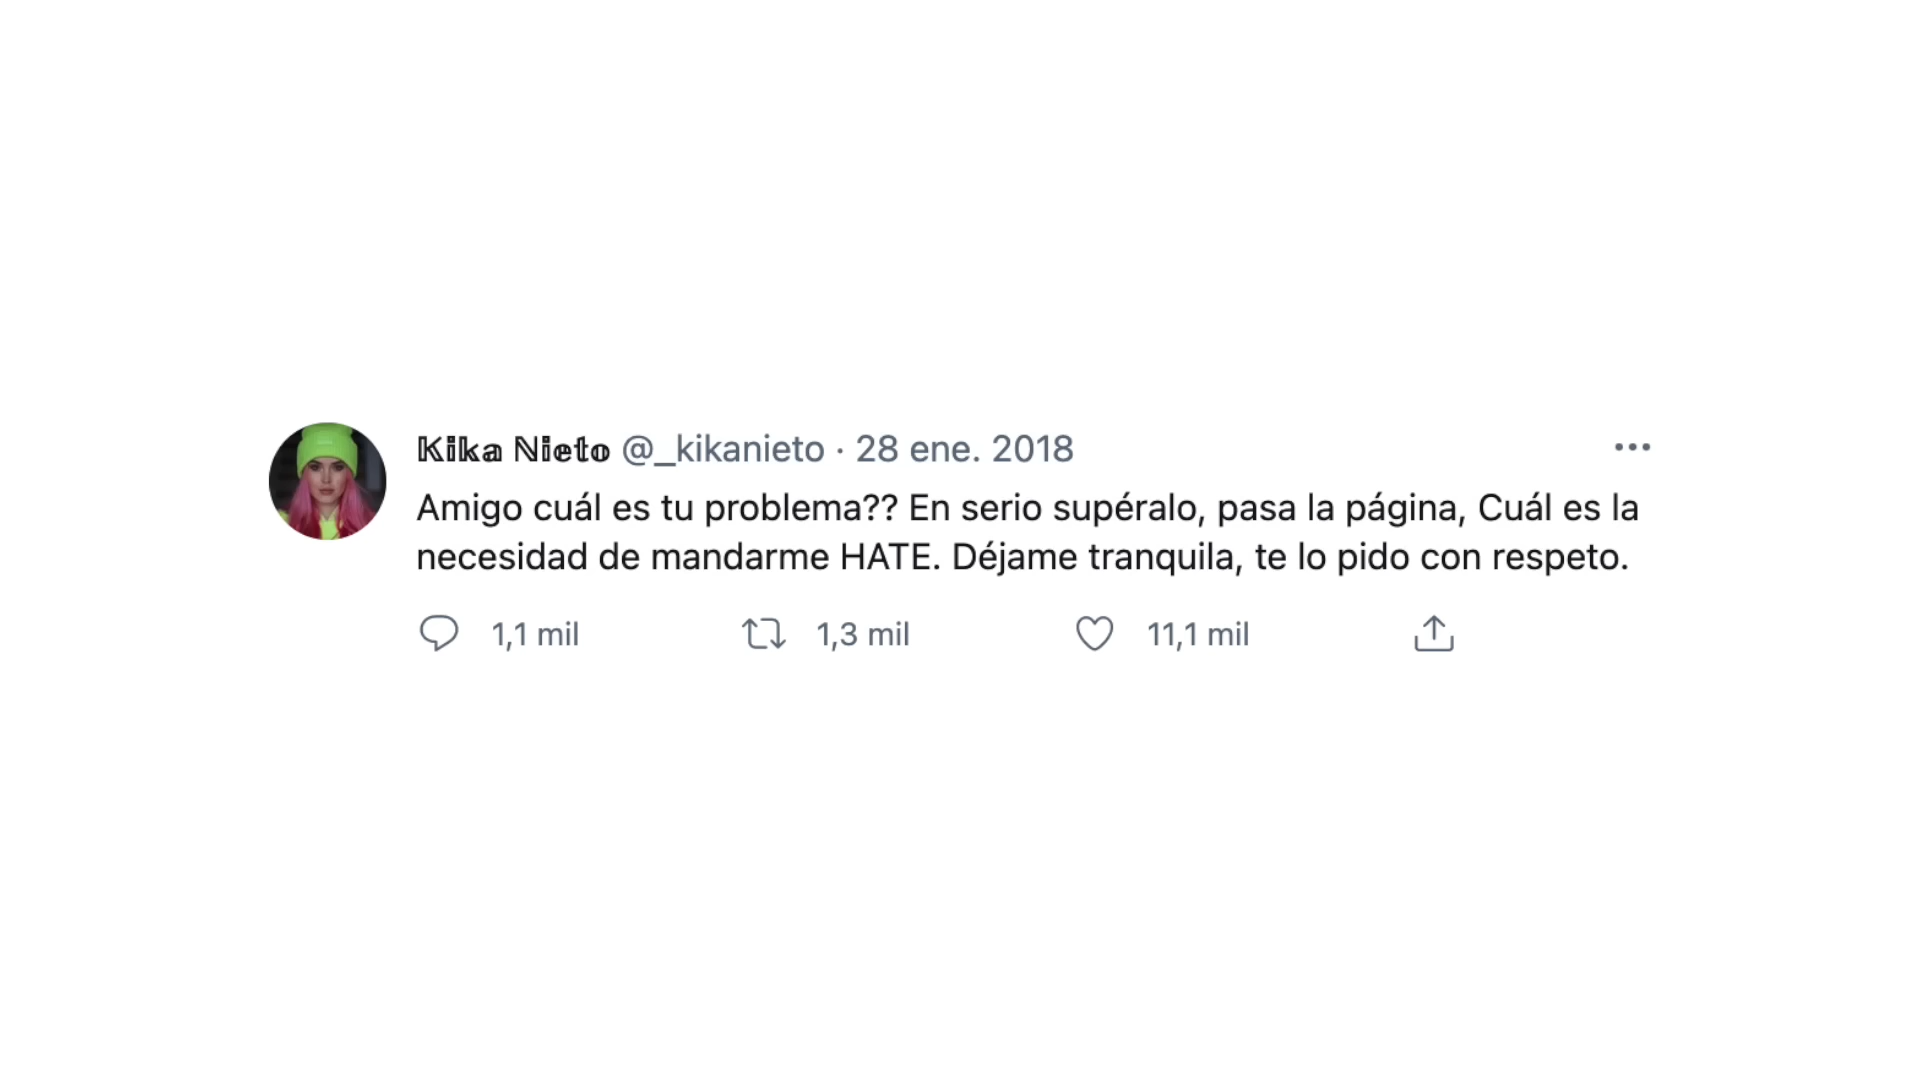 𝕂𝕚𝕜𝕒 ℕ𝕚𝕖𝕥𝕠 @_kikanieto · 28 ene. 2018
Amigo cuál es tu problema?? En serio supéralo, pasa la página, Cuál es la
necesidad de mandarme HATE. Déjame tranquila, te lo pido con respeto.
1,1 mil 1,3 mil 11,1 mil